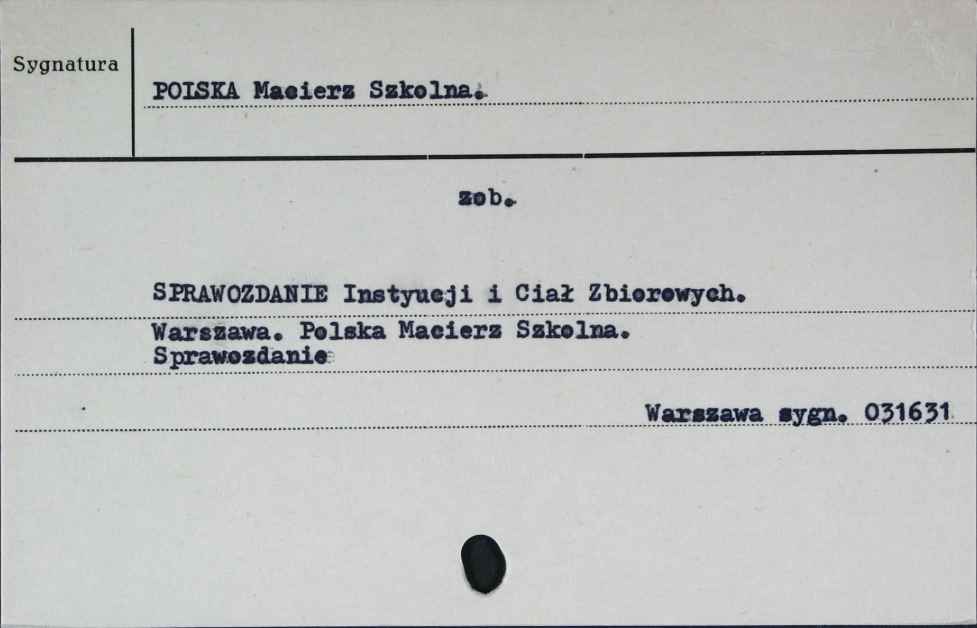 Sygnatura
POLSKA Macierz Szkolna.
zob.
SPRAWOZDANIE Instyucji i Ciał Zbiorowych.
Warszawa. Polska Macierz Szkolna.
Sprawozdanie
Warszawa sygn. 031631